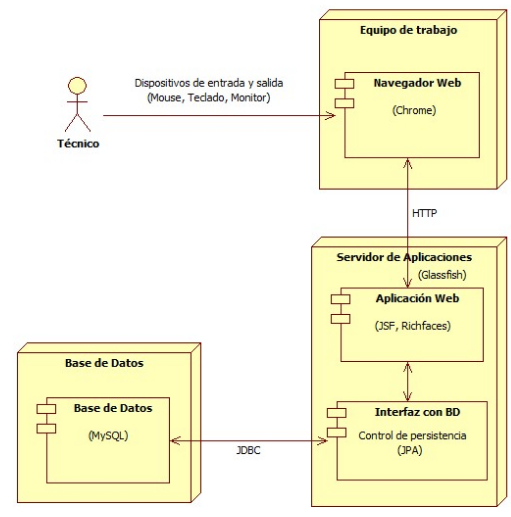 Equipo de trabajo
Navegador Web
(Chrome)
Dispositivos de entrada y salida
(Mouse, Teclado, Monitor)
Técnico
HTTP
Servidor de Aplicaciones
(Glassfish)
Aplicación Web
(JSF, Richfaces)
Interfaz con BD
Control de persistencia
(JPA)
JDBC
Base de Datos
Base de Datos
(MySQL)